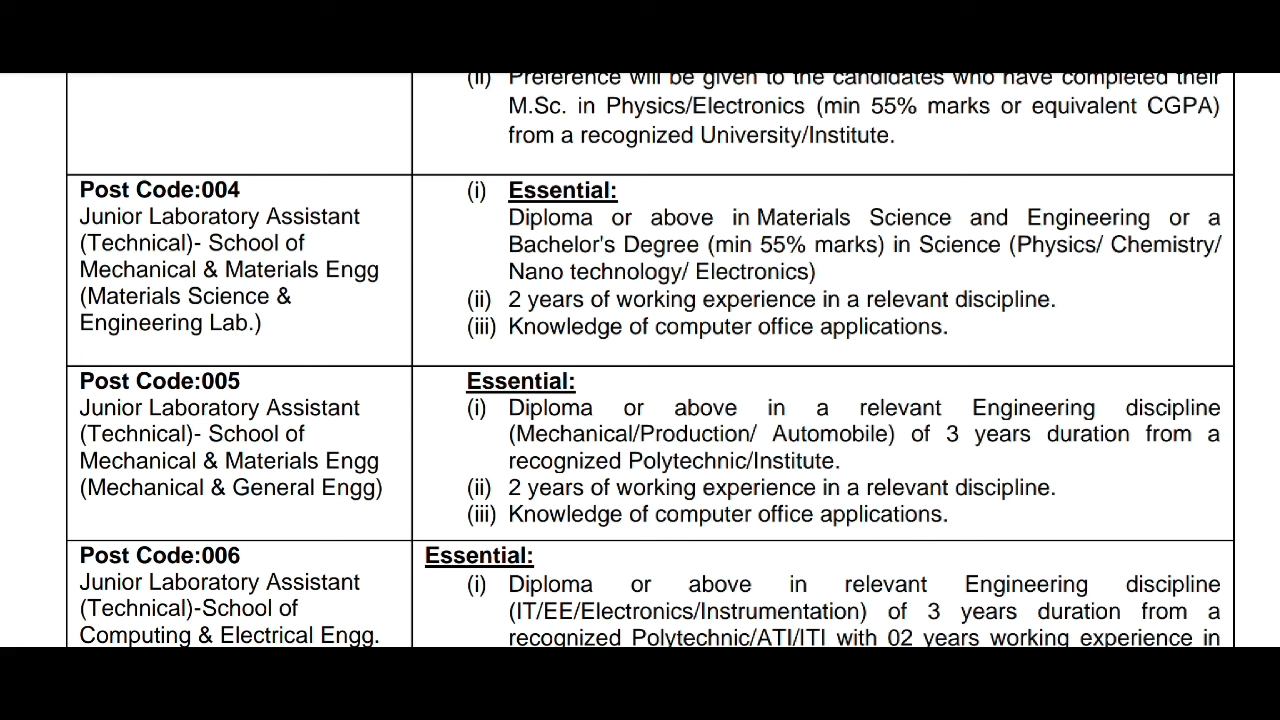 (ii) Preference will be given to the candidates who have completed their
M.Sc. in Physics/Electronics (min 55% marks or equivalent CGPA)
from a recognized University/Institute.
Post Code:004
Junior Laboratory Assistant
(Technical)- School of
Mechanical & Materials Engg
(Materials Science &
Engineering Lab.)
(i) Essential:
Diploma or above in Materials Science and Engineering or a
Bachelor's Degree (min 55% marks) in Science (Physics/ Chemistry/
Nano technology/ Electronics)
(ii) 2 years of working experience in a relevant discipline.
(iii) Knowledge of computer office applications.
Post Code:005
Junior Laboratory Assistant
(Technical)- School of
Mechanical & Materials Engg
(Mechanical & General Engg)
Essential:
(i) Diploma or above in a relevant Engineering discipline
(Mechanical/Production/ Automobile) of 3 years duration from a
recognized Polytechnic/Institute.
(ii) 2 years of working experience in a relevant discipline.
(iii) Knowledge of computer office applications.
Post Code:006
Junior Laboratory Assistant
(Technical)-School of
Computing & Electrical Engg.
Essential:
(i) Diploma or above in relevant Engineering discipline
(IT/EE/Electronics/Instrumentation) of 3 years duration from a
recognized Polytechnic/ATI/ITI with 02 years working experience in